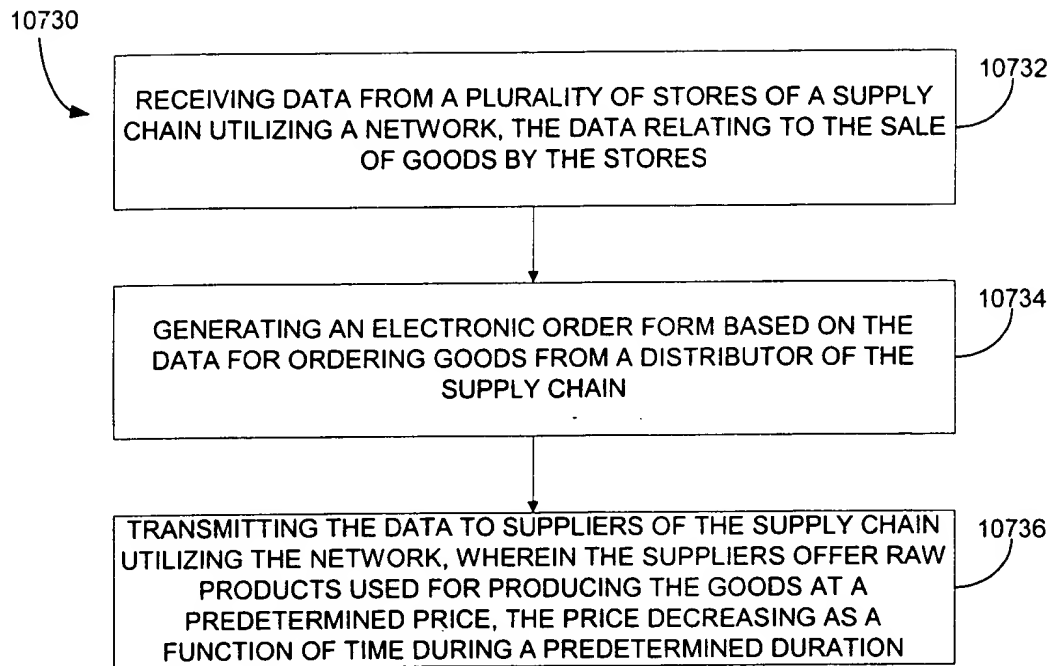 10730
10732
RECEIVING DATA FROM A PLURALITY OF STORES OF A SUPPLY
CHAIN UTILIZING A NETWORK, THE DATA RELATING TO THE SALE
OF GOODS BY THE STORES
10734
GENERATING AN ELECTRONIC ORDER FORM BASED ON THE
DATA FOR ORDERING GOODS FROM A DISTRIBUTOR OF THE
SUPPLY CHAIN
10736
TRANSMITTING THE DATA TO SUPPLIERS OF THE SUPPLY CHAIN
UTILIZING THE NETWORK, WHEREIN THE SUPPLIERS OFFER RAW
PRODUCTS USED FOR PRODUCING THE GOODS AT A
PREDETERMINED PRICE, THE PRICE DECREASING AS A
FUNCTION OF TIME DURING A PREDETERMINED DURATION